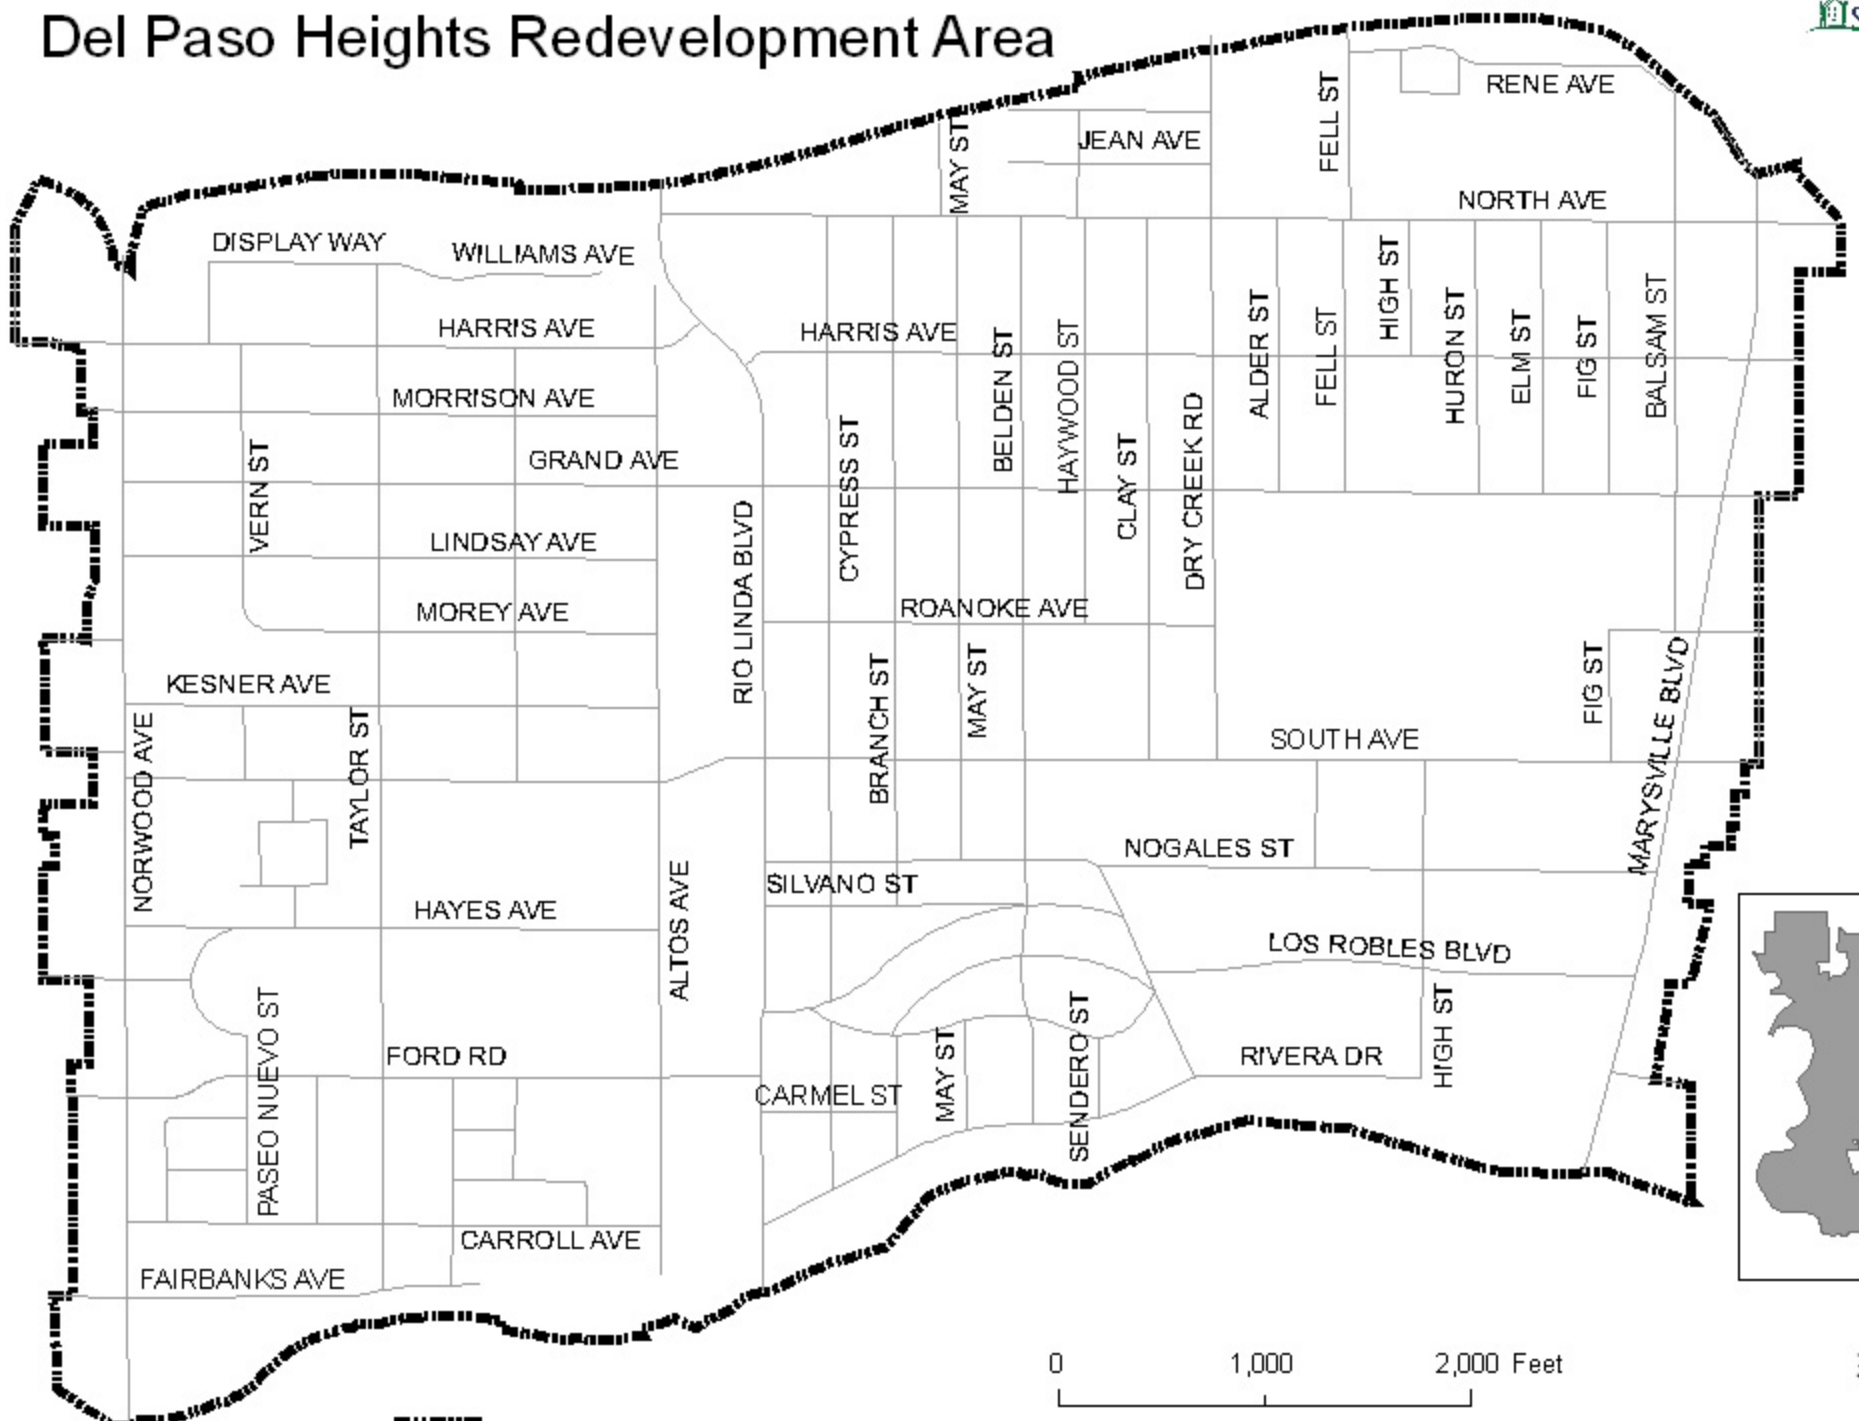 Del Paso Heights Redevelopment Area
RENE AVE
FELL ST
JEAN AVE
MAY ST
NORTH AVE
DISPLAY WAY
WILLIAMS AVE
HARRIS AVE
HARRIS AVE
HIGH ST
ALDER ST
FELL ST
HURON ST
ELM ST
FIG ST
BALSAM ST
BELDEN ST
HAYWOOD ST
MORRISON AVE
GRAND AVE
VERN ST
CYPRESS ST
CLAY ST
DRY CREEK RD
LINDSAY AVE
RIO LINDA BLVD
MOREY AVE
ROANOKE AVE
KESNER AVE
BRANCH ST
MAY ST
FIG ST
MARYSVILLE BLVD
SOUTH AVE
NORWOOD AVE
TAYLOR ST
NOGALES ST
SILVANO ST
HAYES AVE
ALTOS AVE
LOS ROBLES BLVD
PASEO NUEVO ST
FORD RD
CARMEL ST
MAY ST
SENDERO ST
RIVERA DR
HIGH ST
CARROLL AVE
FAIRBANKS AVE
0 1,000 2,000 Feet